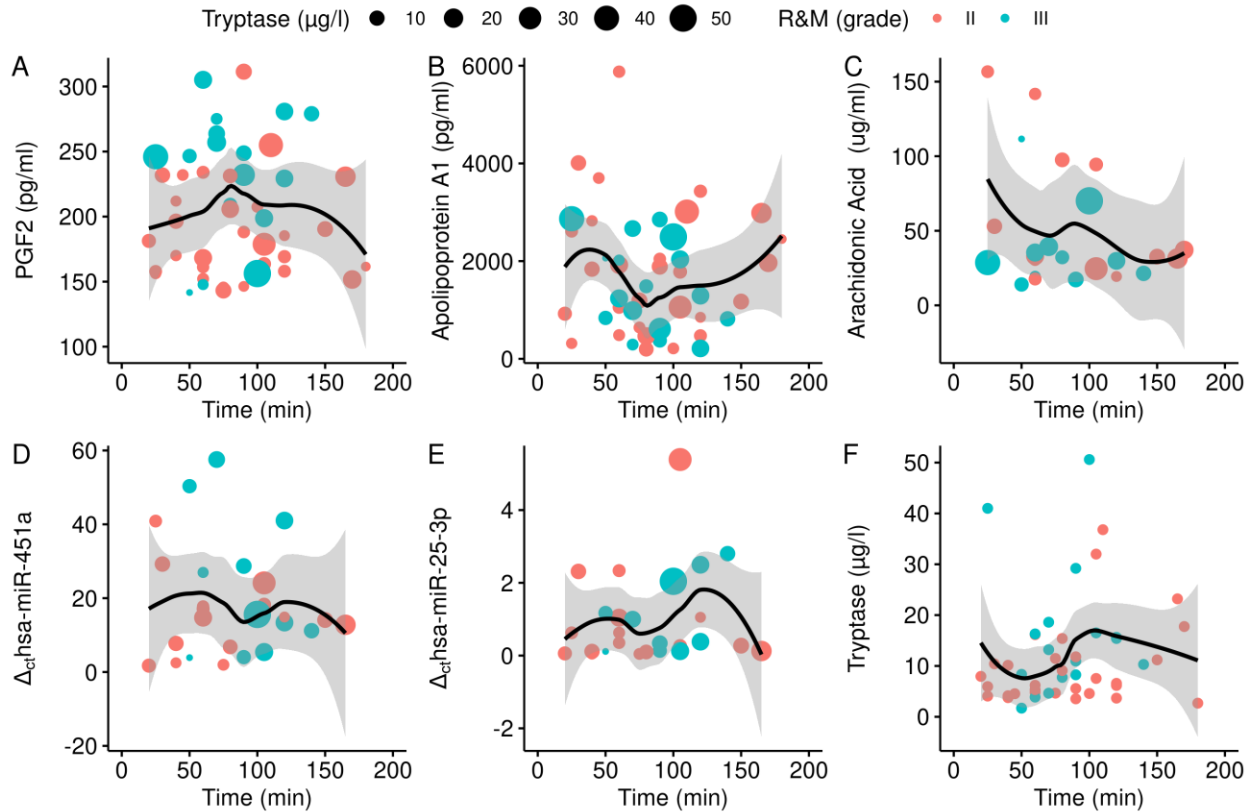 Tryptase (µg/l) 10 20 30 40 50 R&M (grade) II III
A
PGF2 (pg/ml)
300
250
200
150
100
0 50 100 150 200
Time (min)
B
Apolipoprotein A1 (pg/ml)
6000
4000
2000
0
0 50 100 150 200
Time (min)
C
Arachidonic Acid (ug/ml)
150
100
50
0
0 50 100 150 200
Time (min)
D
Δcthsa-miR-451a
60
40
20
0
-20
0 50 100 150 200
Time (min)
E
Δcthsa-miR-25-3p
4
2
0
-2
0 50 100 150 200
Time (min)
F
Tryptase (µg/l)
50
40
30
20
10
0
0 50 100 150 200
Time (min)